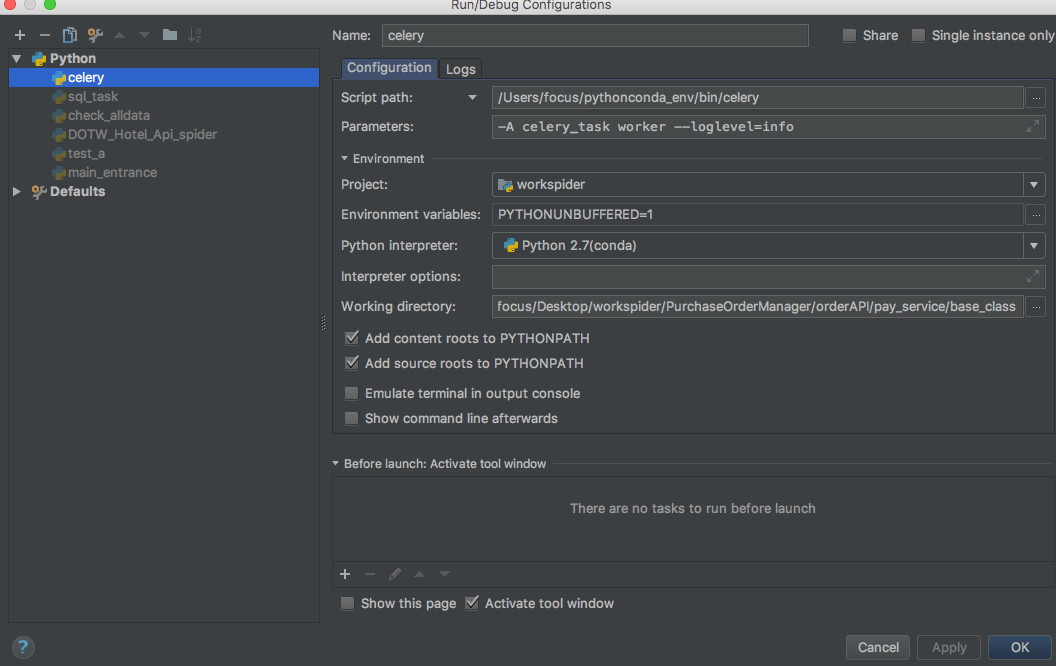 Run/Debug Configurations
Name: celery Share Single instance only
Python
celery
sql_task
check_alldata
DOTW_Hotel_Api_spider
test_a
main_entrance
Defaults
Configuration Logs
Script path: /Users/focus/pythonconda_env/bin/celery ...
Parameters: -A celery_task worker --loglevel=info
Environment
Project: workspider
Environment variables: PYTHONUNBUFFERED=1 ...
Python interpreter: Python 2.7(conda)
Interpreter options:
Working directory: focus/Desktop/workspider/PurchaseOrderManager/orderAPI/pay_service/base_class ...
Add content roots to PYTHONPATH
Add source roots to PYTHONPATH
Emulate terminal in output console
Show command line afterwards
Before launch: Activate tool window
There are no tasks to run before launch
Show this page Activate tool window
? Cancel Apply OK